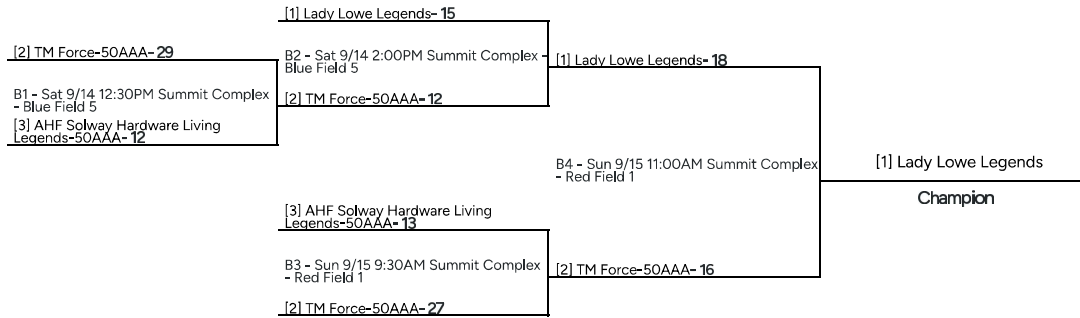 [1] Lady Lowe Legends- 15
[2] TM Force-50AAA- 29
B2 - Sat 9/14 2:00PM Summit Complex -
Blue Field 5
[1] Lady Lowe Legends- 18
B1 - Sat 9/14 12:30PM Summit Complex
- Blue Field 5
[2] TM Force-50AAA- 12
[3] AHF Solway Hardware Living
Legends-50AAA- 12
B4 - Sun 9/15 11:00AM Summit Complex
- Red Field 1
[1] Lady Lowe Legends
Champion
[3] AHF Solway Hardware Living
Legends-50AAA- 13
B3 - Sun 9/15 9:30AM Summit Complex
- Red Field 1
[2] TM Force-50AAA- 16
[2] TM Force-50AAA- 27